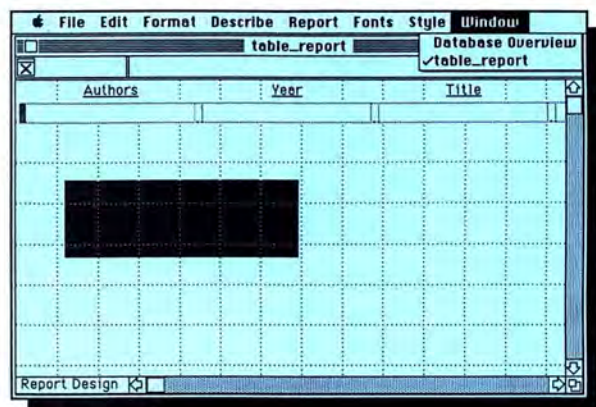 File Edit Format Describe Report Fonts Style Window
table_report
Database Overview
✓table_report
Authors Year Title
Report Design